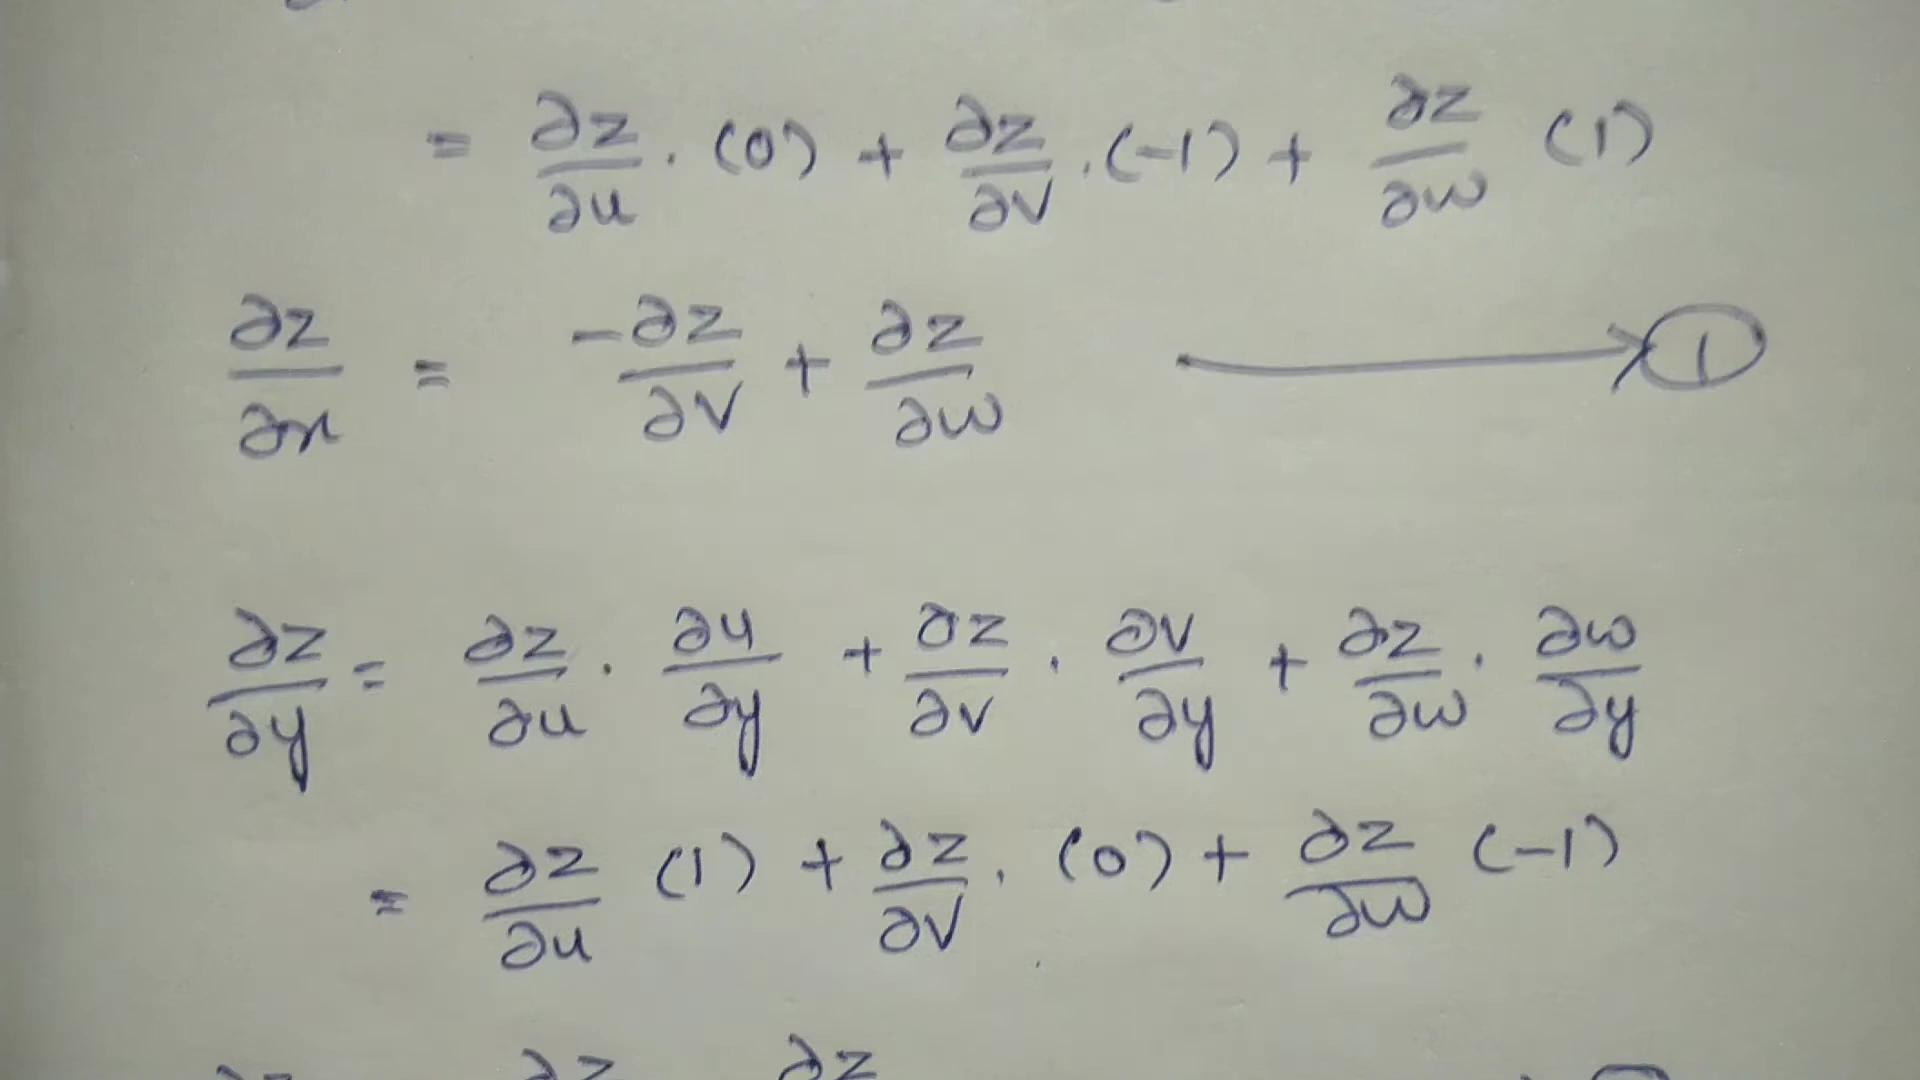 = ∂z/∂u . (0) + ∂z/∂v . (-1) + ∂z/∂w (1)
∂z/∂x = -∂z/∂v + ∂z/∂w ⟶ ①
∂z/∂y = ∂z/∂u . ∂u/∂y + ∂z/∂v . ∂v/∂y + ∂z/∂w . ∂w/∂y
= ∂z/∂u (1) + ∂z/∂v . (0) + ∂z/∂w (-1)
∂z ∂z ∂z